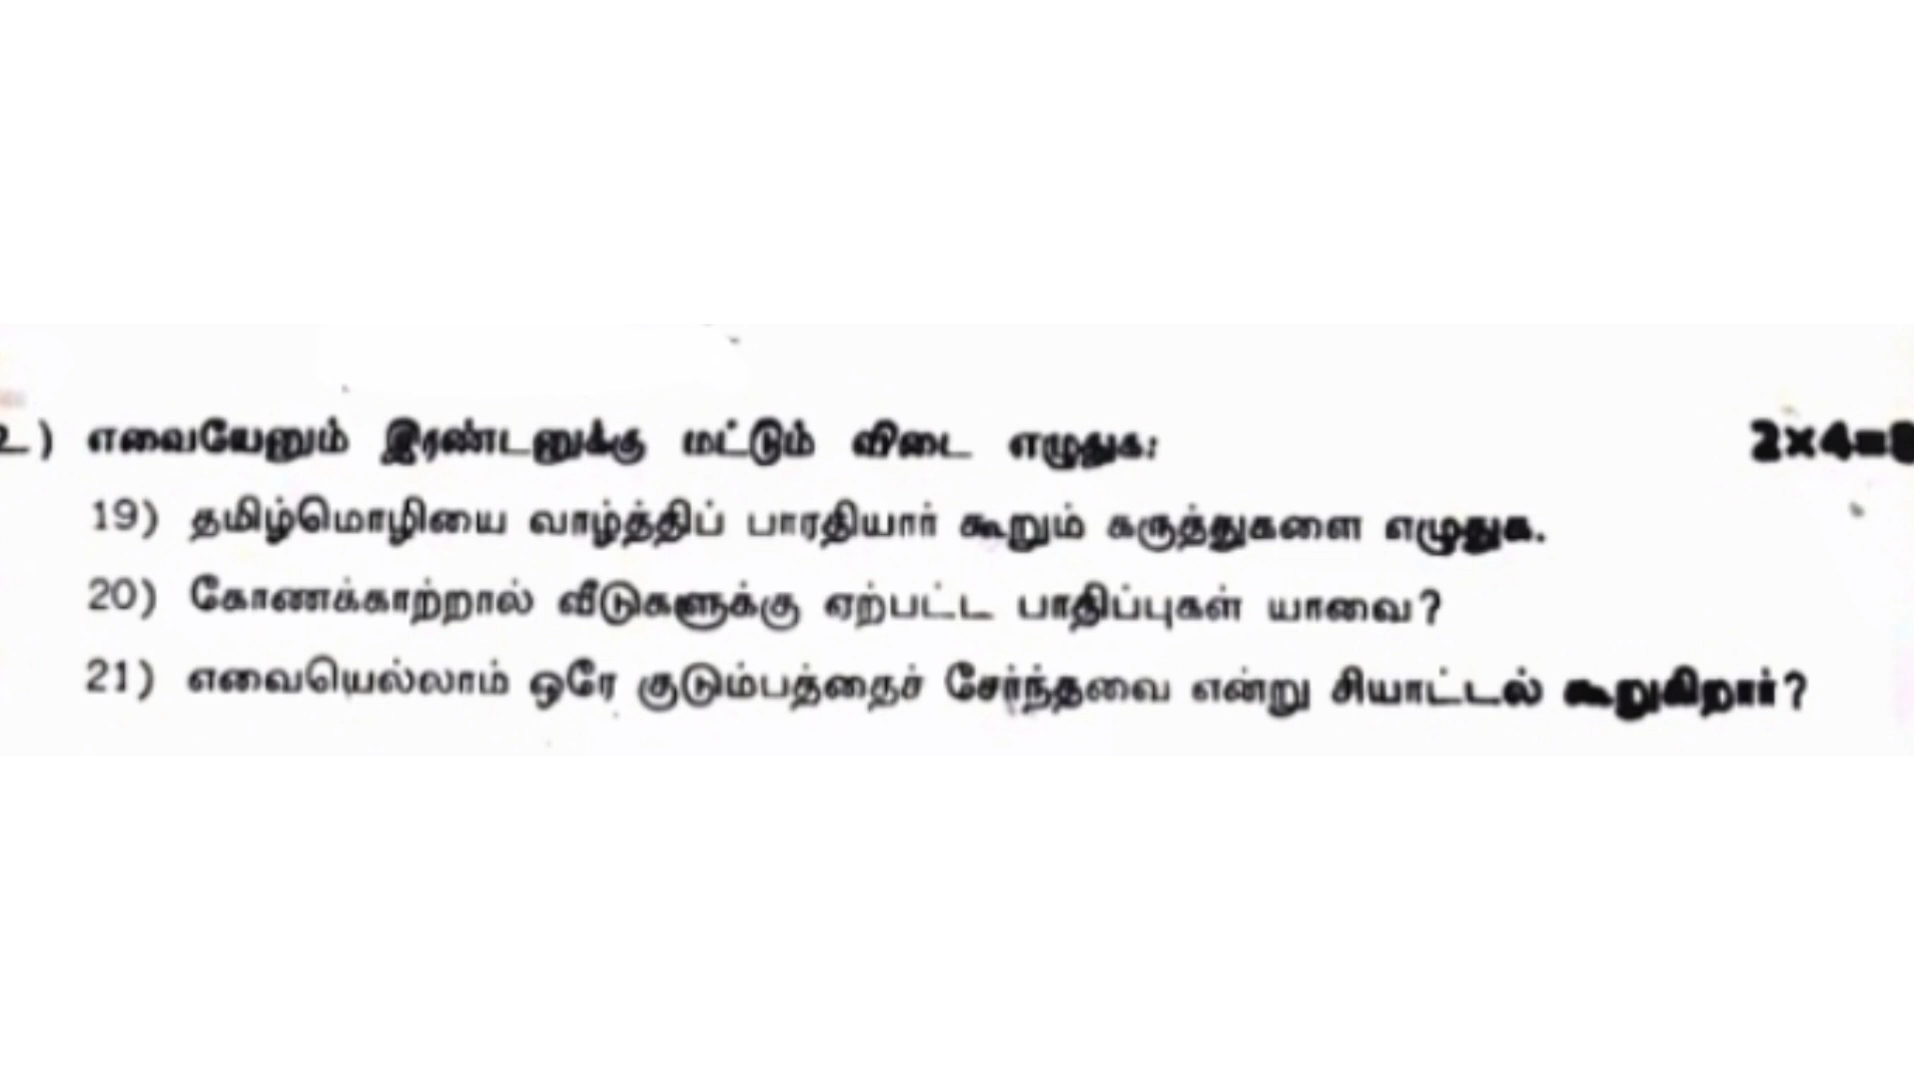 உ) எவையேனும் இரண்டனுக்கு மட்டும் விடை எழுதுக: 2×4=8
19) தமிழ்மொழியை வாழ்த்திப் பாரதியார் கூறும் கருத்துகளை எழுதுக.
20) கோணக்காற்றால் வீடுகளுக்கு ஏற்பட்ட பாதிப்புகள் யாவை?
21) எவையெல்லாம் ஒரே குடும்பத்தைச் சேர்ந்தவை என்று சியாட்டல் கூறுகிறார்?